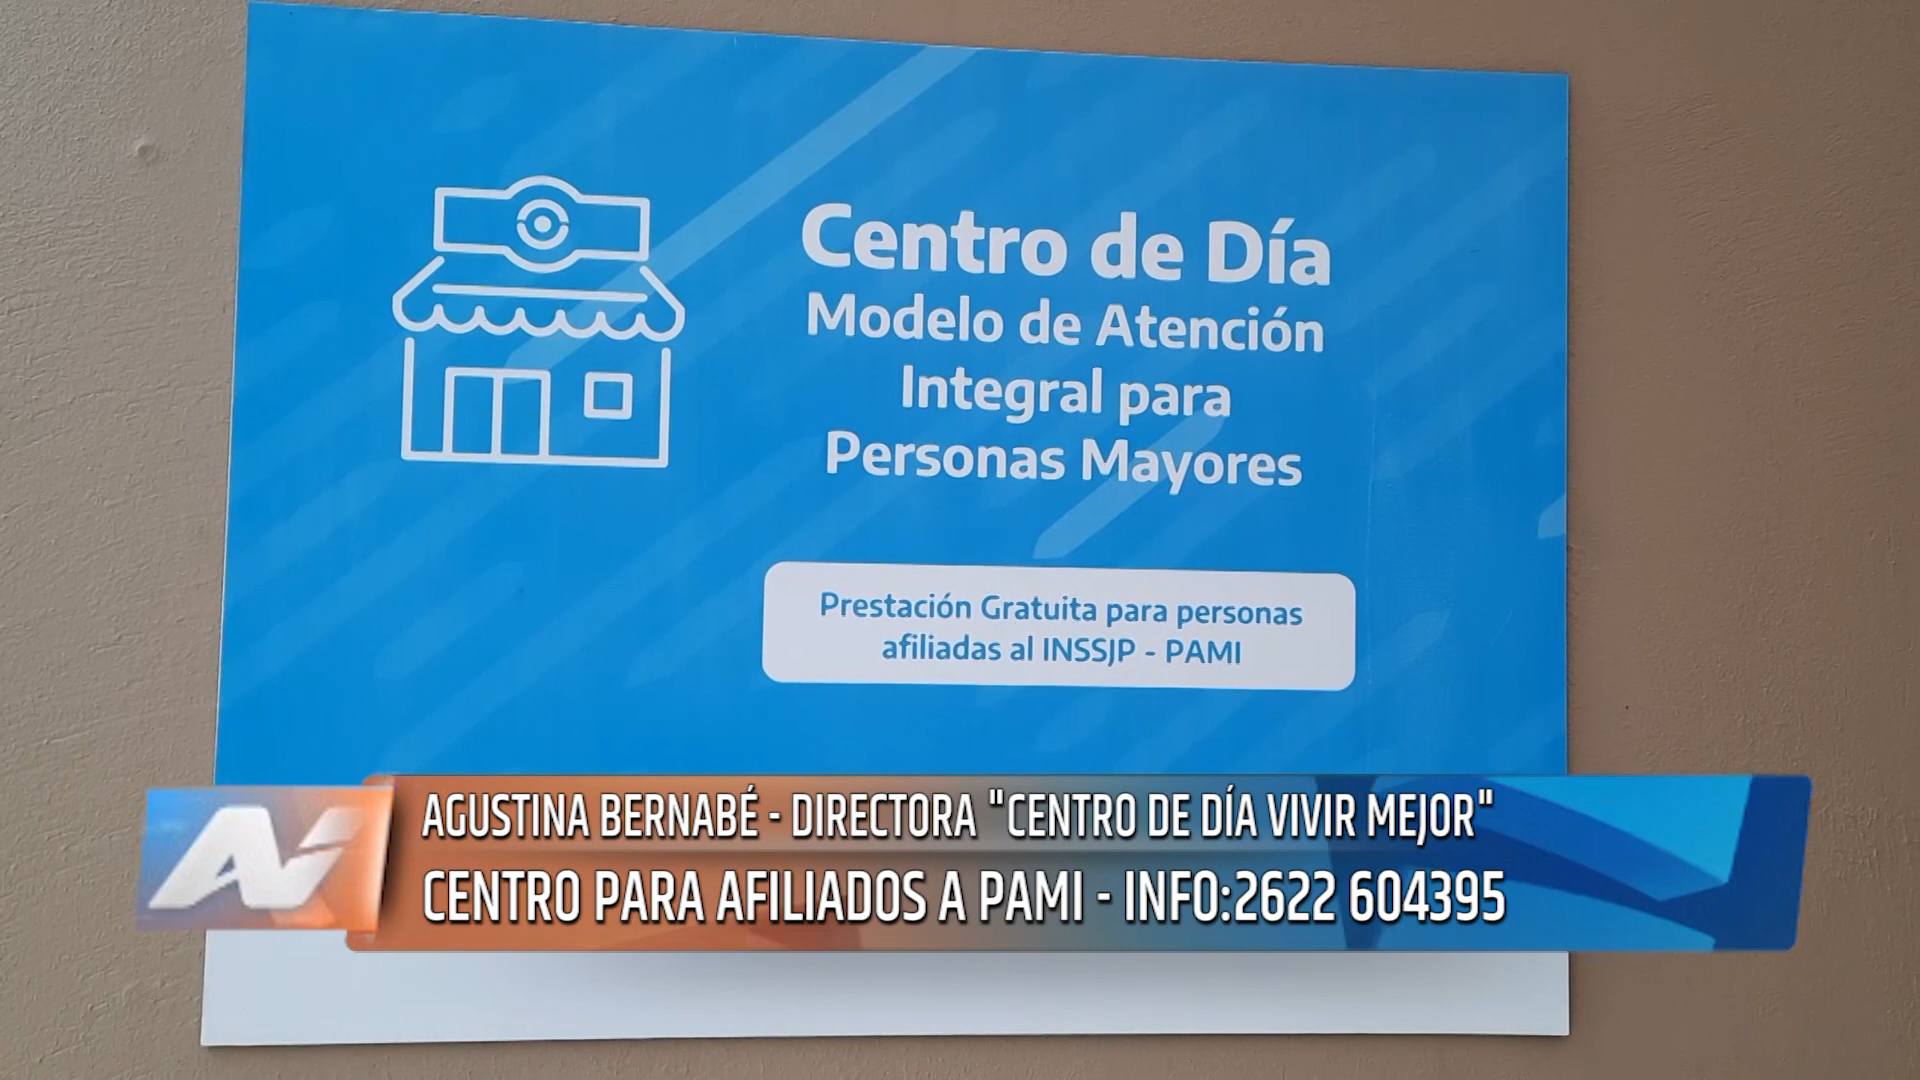 Centro de Día
Modelo de Atención
Integral para
Personas Mayores
Prestación Gratuita para personas
afiliadas al INSSJP - PAMI
AGUSTINA BERNABÉ - DIRECTORA "CENTRO DE DÍA VIVIR MEJOR"
CENTRO PARA AFILIADOS A PAMI - INFO:2622 604395